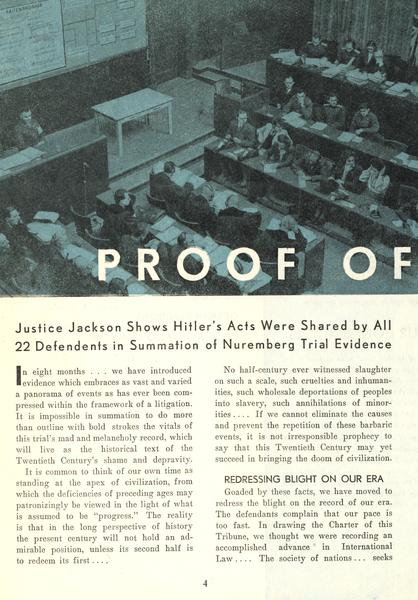 PROOF OF
Justice Jackson Shows Hitler's Acts Were Shared by All
22 Defendents in Summation of Nuremberg Trial Evidence
In eight months . . . we have introduced
evidence which embraces as vast and varied
a panorama of events as has ever been com-
pressed within the framework of a litigation.
It is impossible in summation to do more
than outline with bold strokes the vitals of
this trial's mad and melancholy record, which
will live as the historical text of the
Twentieth Century's shame and depravity.
It is common to think of our own time as
standing at the apex of civilization, from
which the deficiencies of preceding ages may
patronizingly be viewed in the light of what
is assumed to be "progress." The reality
is that in the long perspective of history
the present century will not hold an ad-
mirable position, unless its second half is
to redeem its first . . . .
No half-century ever witnessed slaughter
on such a scale, such cruelties and inhuman-
ities, such wholesale deportations of peoples
into slavery, such annihilations of minor-
ities . . . . If we cannot eliminate the causes
and prevent the repetition of these barbaric
events, it is not irresponsible prophecy to
say that this Twentieth Century may yet
succeed in bringing the doom of civilization.
REDRESSING BLIGHT ON OUR ERA
Goaded by these facts, we have moved to
redress the blight on the record of our era.
The defendants complain that our pace is
too fast. In drawing the Charter of this
Tribunal, we thought we were recording an
accomplished advance in International
Law . . . . The society of nations . . . seeks
4